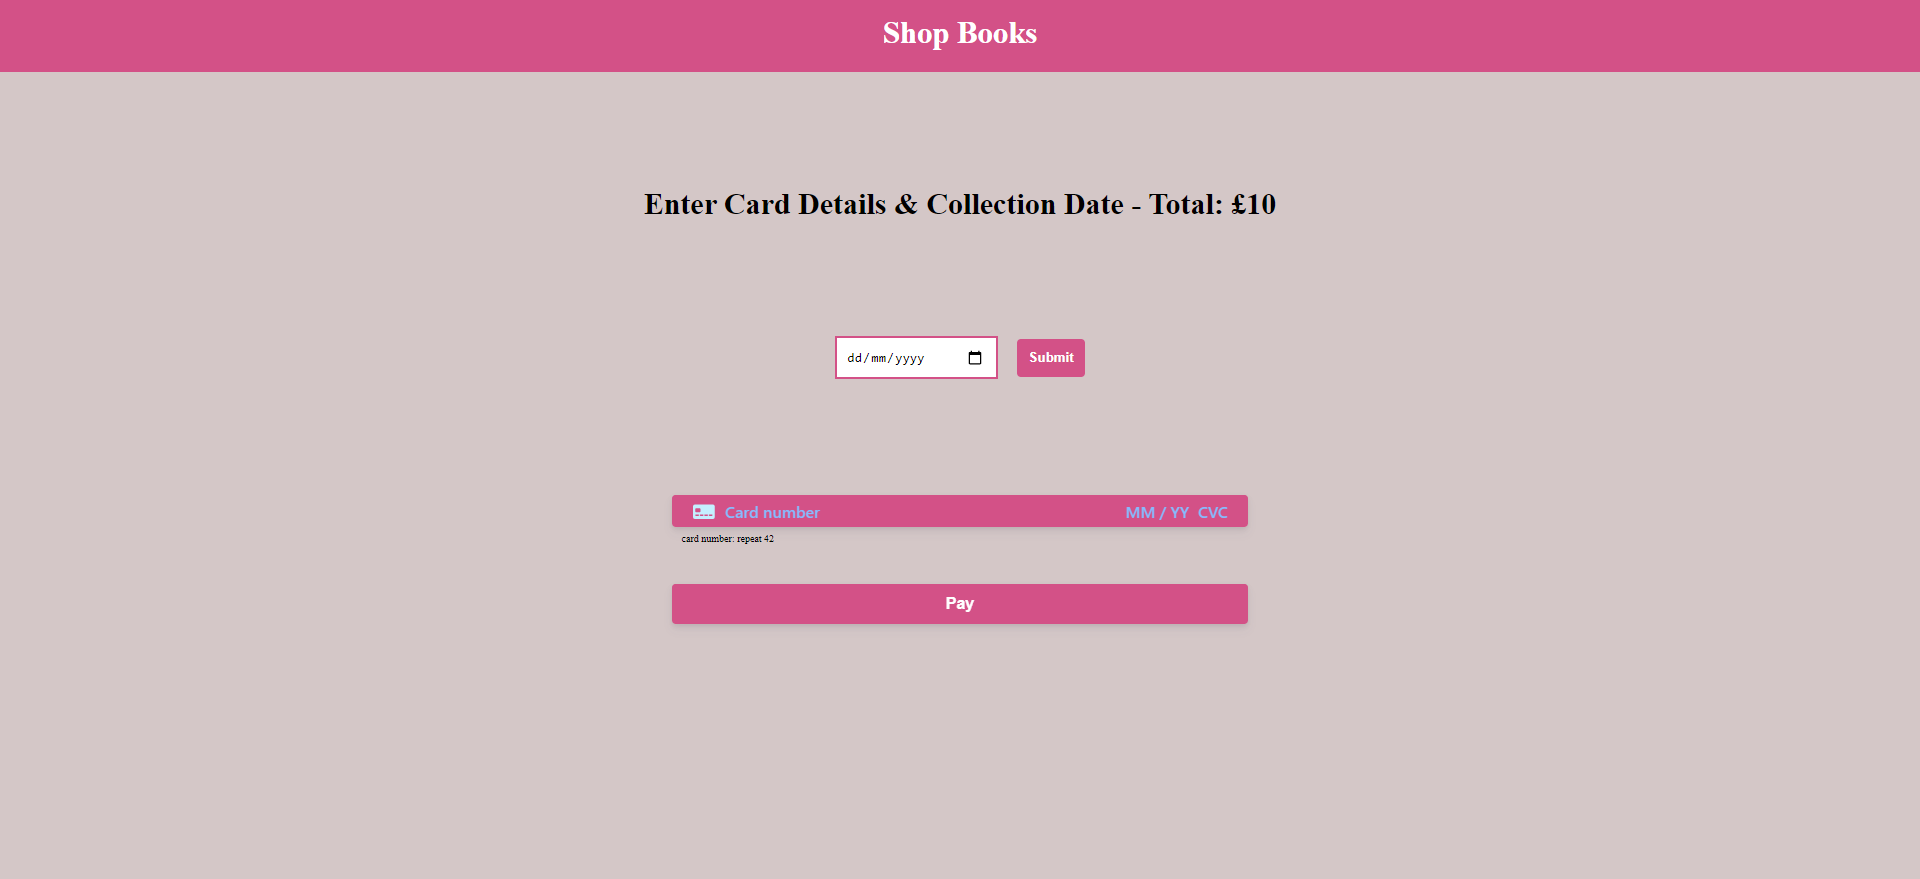 Shop Books
Enter Card Details & Collection Date - Total: £10
dd/mm/yyyy Submit
Card number MM / YY CVC
card number: repeat 42
Pay